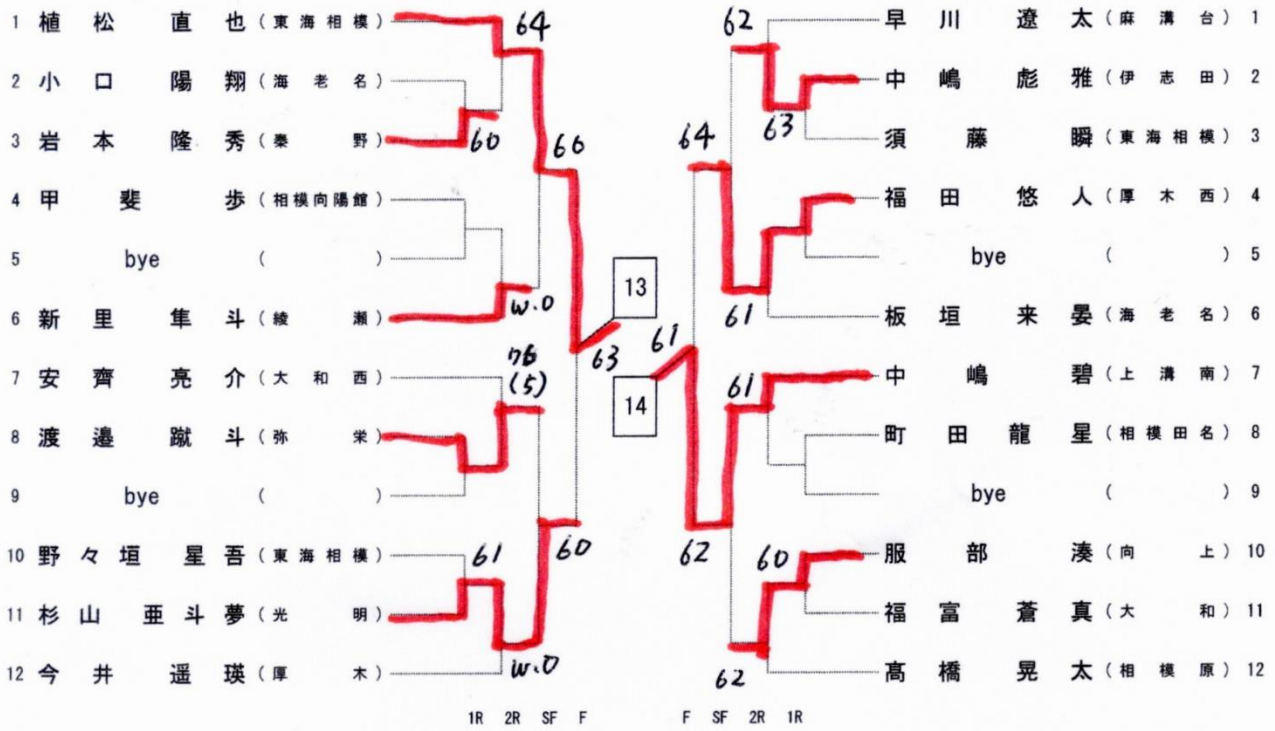 1 植松 直也 (東海相模)
2 小口 陽翔 (海老名)
3 岩本 隆秀 (秦野)
4 甲斐 歩 (相模向陽館)
5 bye ( )
6 新里 隼斗 (綾瀬)
7 安齊 亮介 (大和西)
8 渡邉 蹴斗 (弥栄)
9 bye ( )
10 野々垣 星吾 (東海相模)
11 杉山 亜斗夢 (光明)
12 今井 遥瑛 (厚木)
64
60
60
w.o
76
(5)
61
w.o
60
63
13
1R 2R SF F
早川 遼太 (麻溝台) 1
中嶋 彪雅 (伊志田) 2
須藤 瞬 (東海相模) 3
福田 悠人 (厚木西) 4
bye ( ) 5
板垣 来晏 (海老名) 6
中嶋 碧 (上溝南) 7
町田 龍星 (相模田名) 8
bye ( ) 9
服部 湊 (向上) 10
福富 蒼真 (大和) 11
髙橋 晃太 (相模原) 12
62
63
64
61
61
61
62
60
62
14
F SF 2R 1R